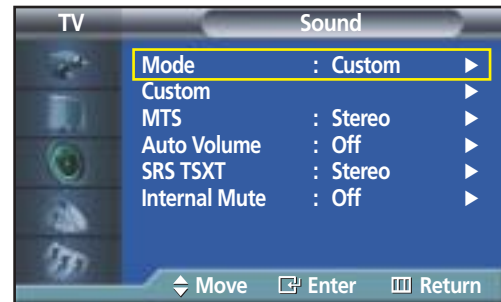 TV Sound
Mode : Custom
Custom
MTS : Stereo
Auto Volume : Off
SRS TSXT : Stereo
Internal Mute : Off
Move Enter Return